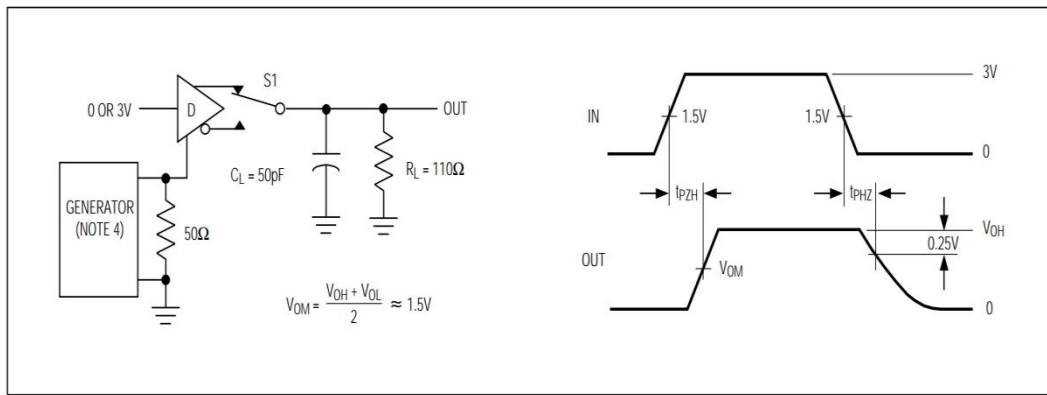 S1
0 OR 3V
D
OUT
C_L = 50pF
R_L = 110Ω
GENERATOR
(NOTE 4)
50Ω
V_OM = (V_OH + V_OL) / 2 ≈ 1.5V
3V
IN
1.5V
1.5V
0
t_PZH
t_PHZ
V_OH
0.25V
OUT
V_OM
0